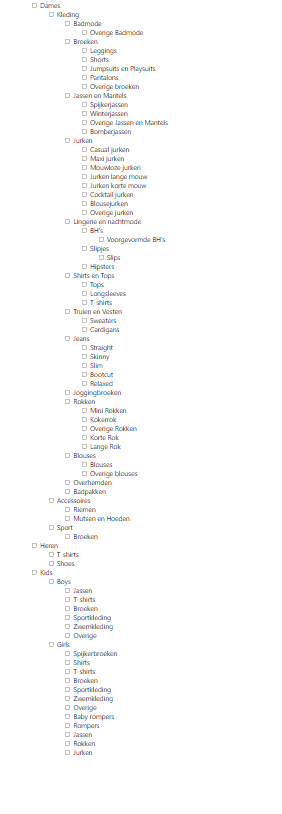 Dames
Kleding
Badmode
Overige Badmode
Broeken
Leggings
Shorts
Jumpsuits en Playsuits
Pantalons
Overige broeken
Jassen en Mantels
Spijkerjassen
Winterjassen
Overige Jassen en Mantels
Bomberjassen
Jurken
Casual jurken
Maxi jurken
Mouwloze jurken
Jurken lange mouw
Jurken korte mouw
Cocktail jurken
Blousejurken
Overige jurken
Lingerie en nachtmode
BH's
Voorgevormde BH's
Slipjes
Slips
Hipsters
Shirts en Tops
Tops
Longsleeves
T-shirts
Truien en Vesten
Sweaters
Cardigans
Jeans
Straight
Skinny
Slim
Bootcut
Relaxed
Joggingbroeken
Rokken
Mini Rokken
Kokerrok
Overige Rokken
Korte Rok
Lange Rok
Blouses
Blouses
Overige blouses
Overhemden
Badpakken
Accessoires
Riemen
Mutsen en Hoeden
Sport
Broeken
Heren
T-shirts
Shoes
Kids
Boys
Jassen
T-shirts
Broeken
Sportkleding
Zwemkleding
Overige
Girls
Spijkerbroeken
Shirts
T-shirts
Broeken
Sportkleding
Zwemkleding
Overige
Baby rompers
Rompers
Jassen
Rokken
Jurken